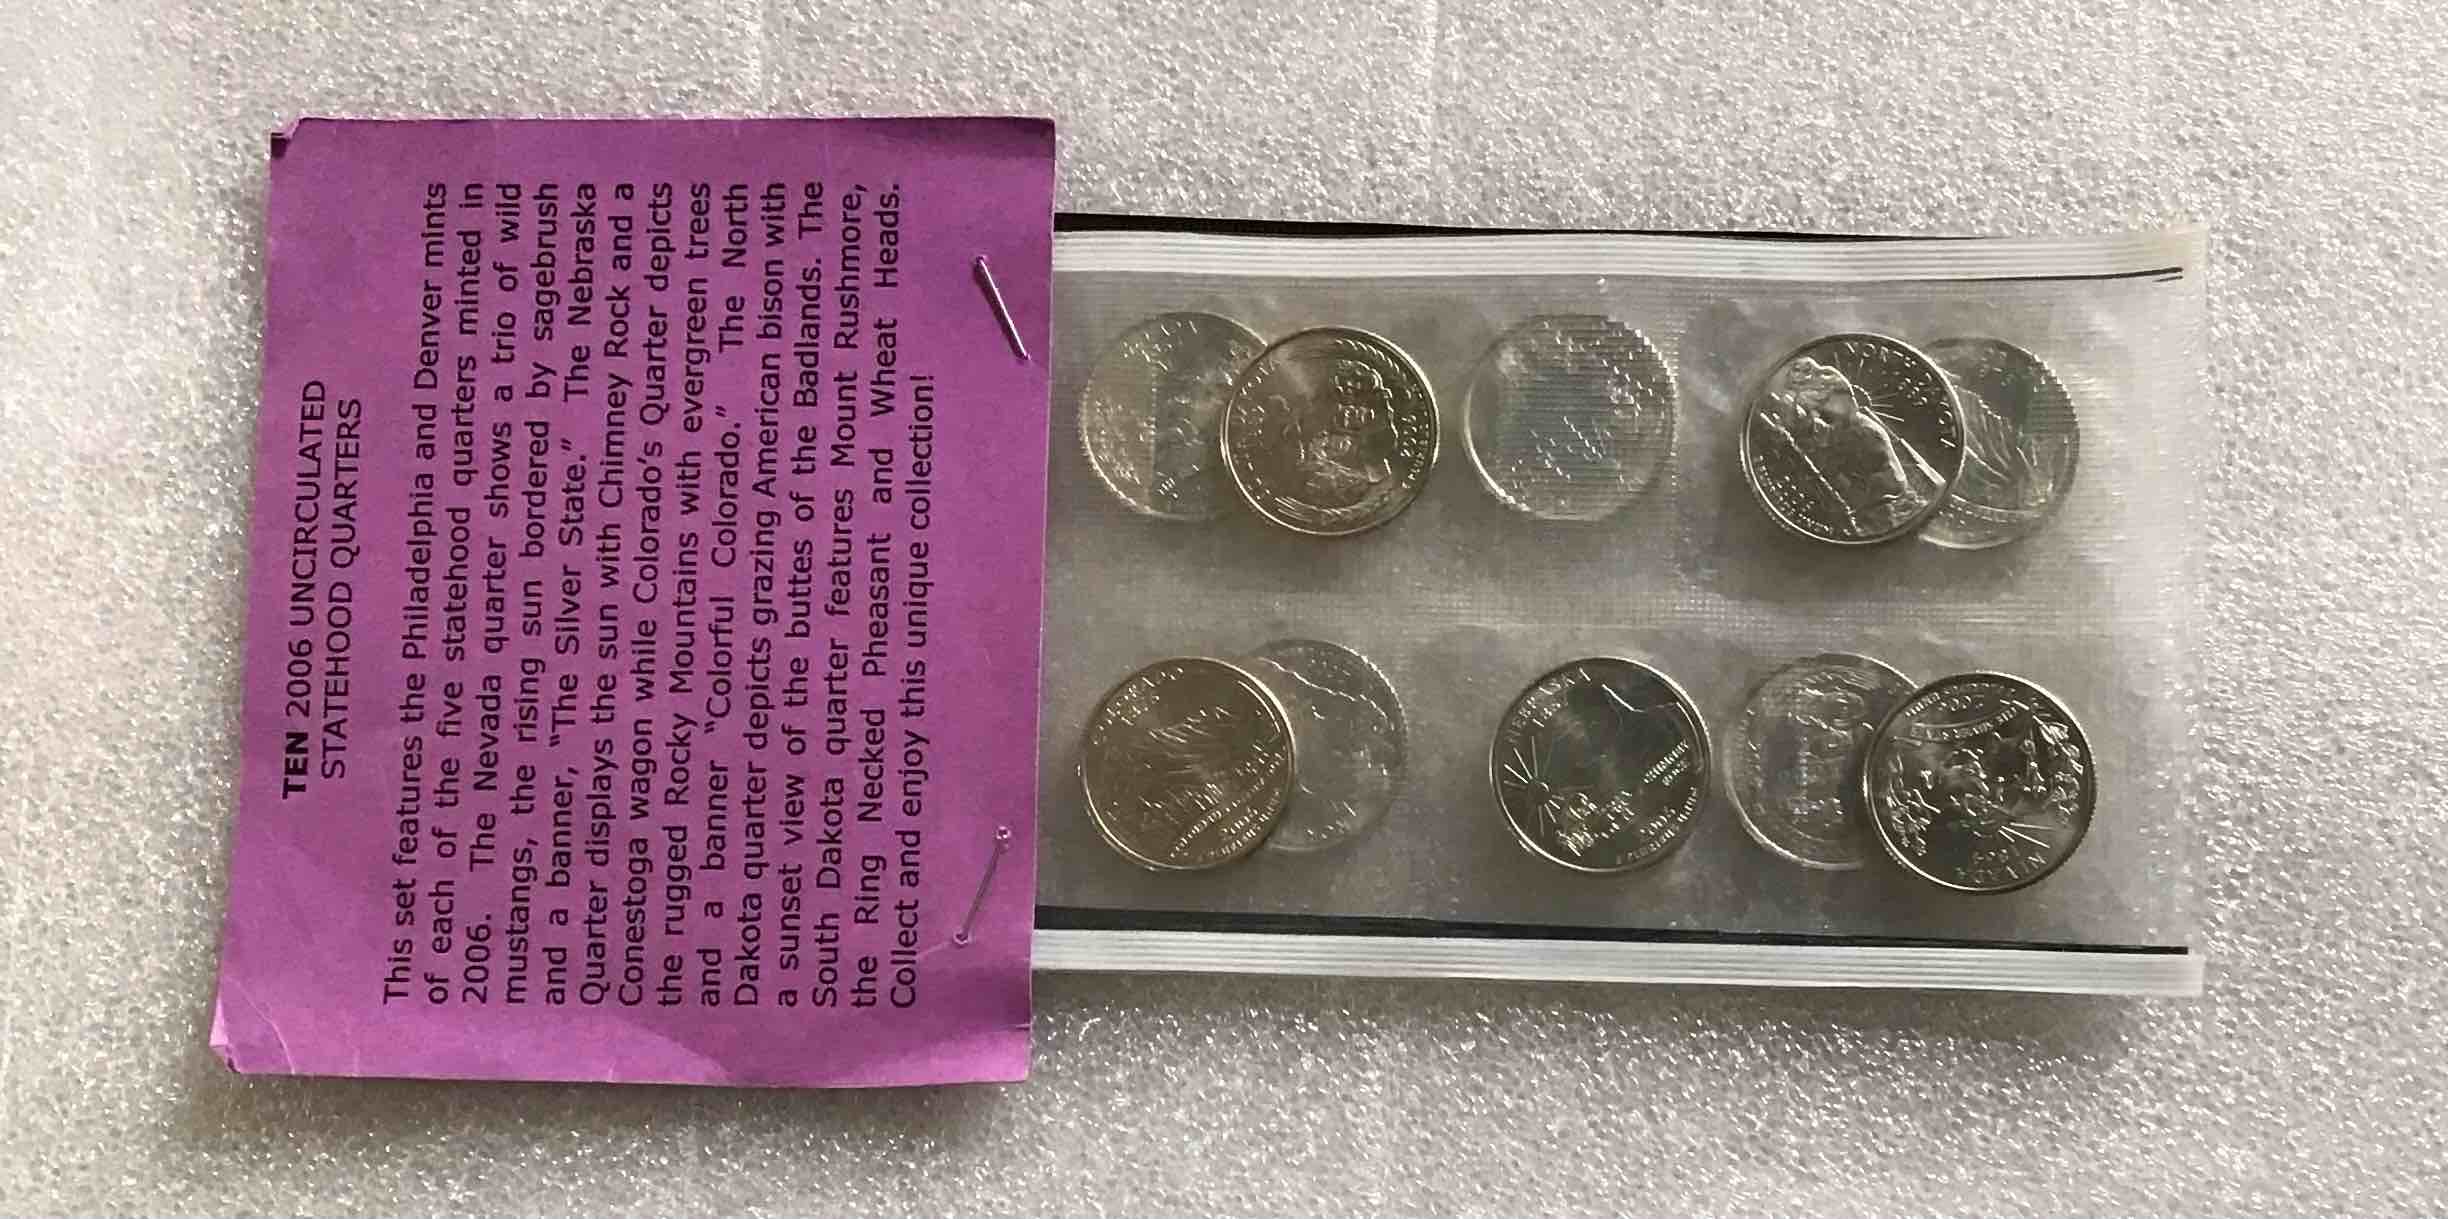 TEN 2006 UNCIRCULATED
STATEHOOD QUARTERS
This set features the Philadelphia and Denver mints
of each of the five statehood quarters minted in
2006. The Nevada quarter shows a trio of wild
mustangs, the rising sun bordered by sagebrush
and a banner, “The Silver State.” The Nebraska
Quarter displays the sun with Chimney Rock and a
Conestoga wagon while Colorado’s Quarter depicts
the rugged Rocky Mountains with evergreen trees
and a banner “Colorful Colorado.” The North
Dakota quarter depicts grazing American bison with
a sunset view of the buttes of the Badlands. The
South Dakota quarter features Mount Rushmore,
the Ring Necked Pheasant and Wheat Heads.
Collect and enjoy this unique collection!
NEBRASKA
CHIMNEY
ROCK
2006
NEVADA